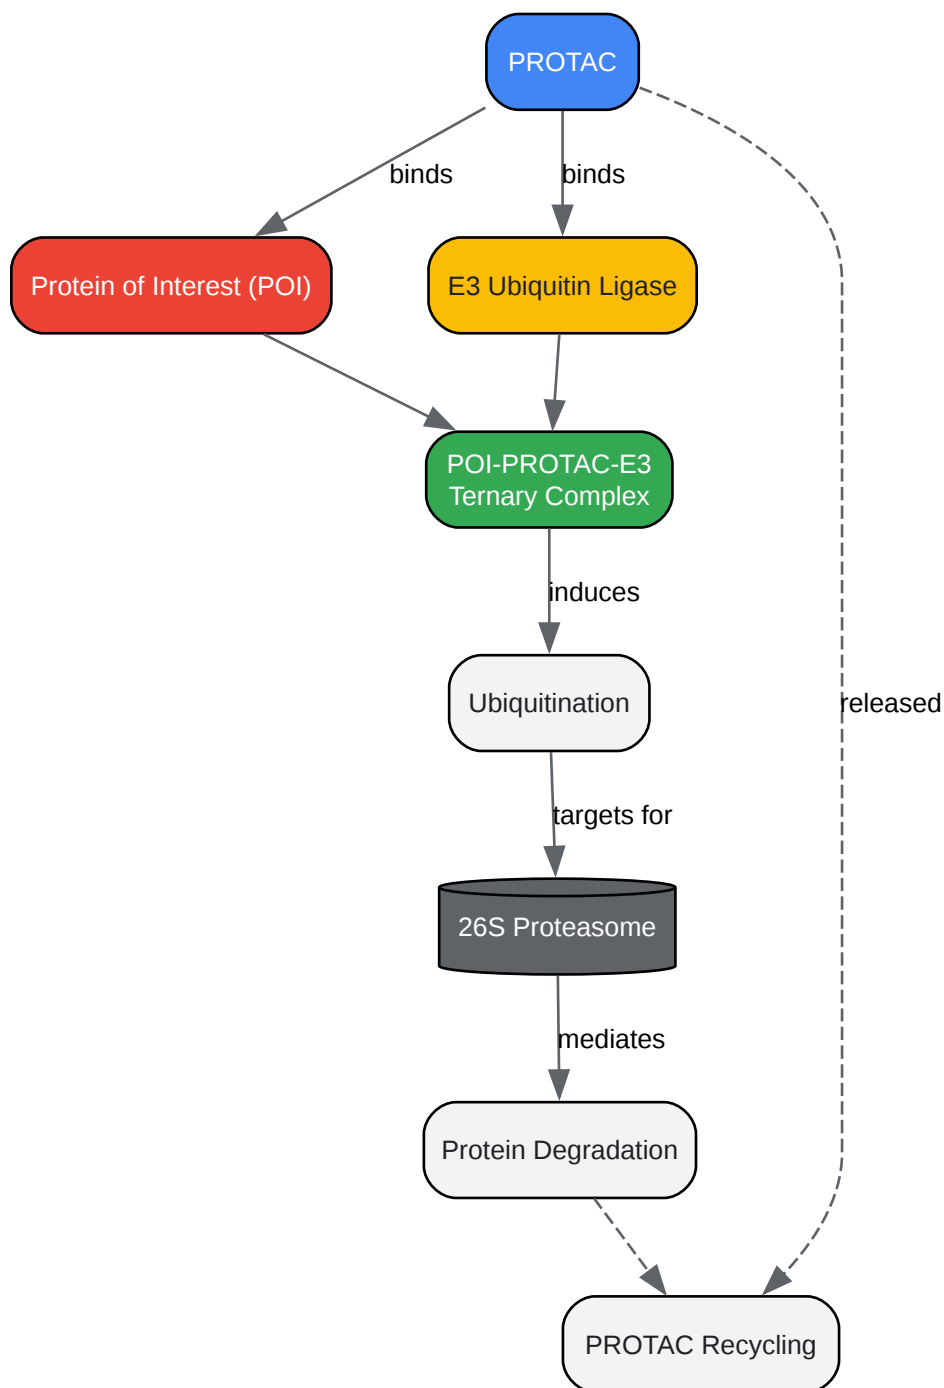 PROTAC
binds
binds
Protein of Interest (POI)
E3 Ubiquitin Ligase
POI-PROTAC-E3
Ternary Complex
induces
Ubiquitination
released
targets for
26S Proteasome
mediates
Protein Degradation
PROTAC Recycling